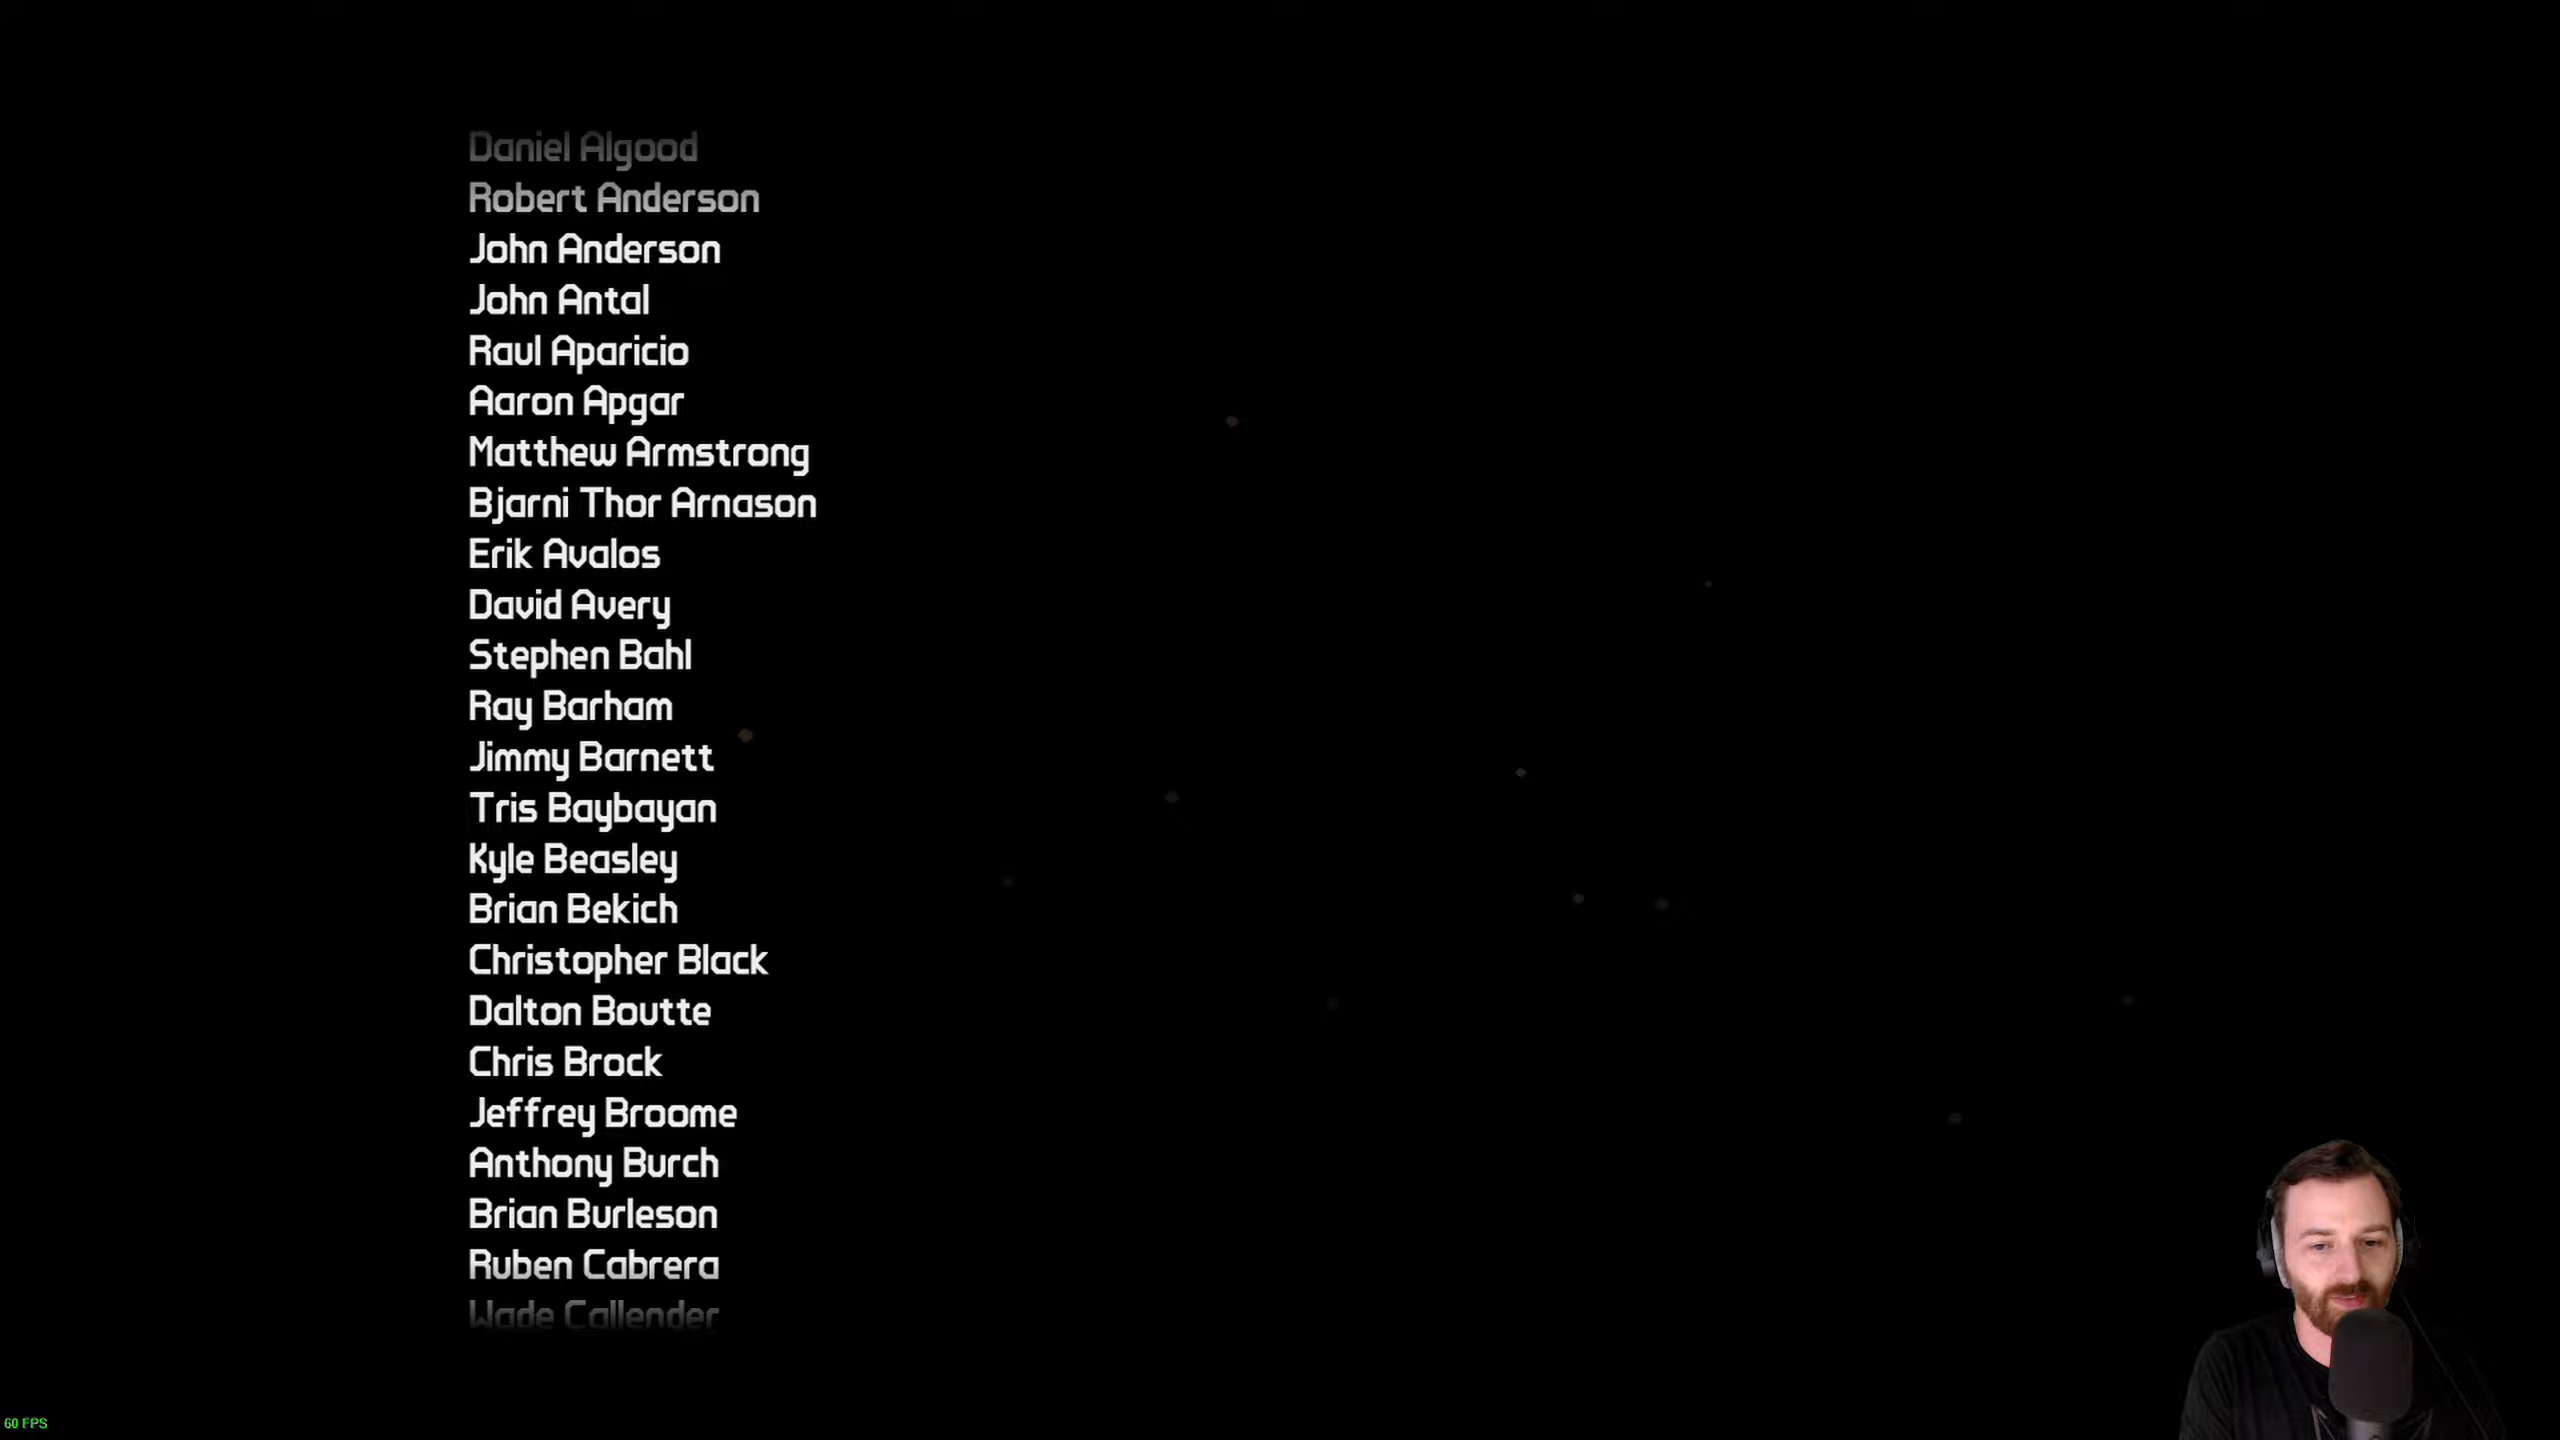 Daniel Algood
Robert Anderson
John Anderson
John Antal
Raul Aparicio
Aaron Apgar
Matthew Armstrong
Bjarni Thor Arnason
Erik Avalos
David Avery
Stephen Bahl
Ray Barham
Jimmy Barnett
Tris Baybayan
Kyle Beasley
Brian Bekich
Christopher Black
Dalton Boutte
Chris Brock
Jeffrey Broome
Anthony Burch
Brian Burleson
Ruben Cabrera
Wade Callender
60 FPS